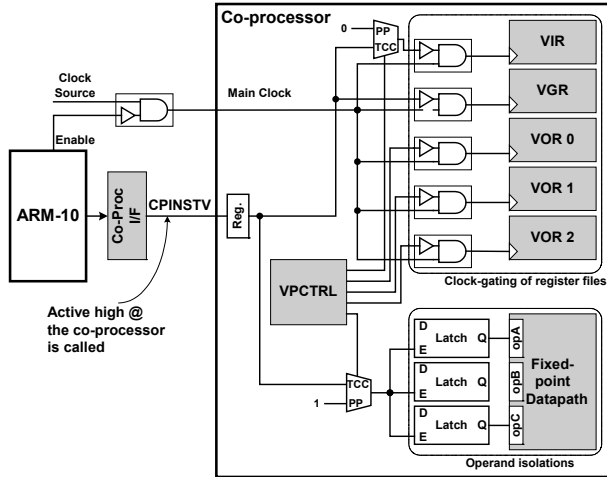 Co-processor
0
PP
TCC
VIR
Clock
Source
Main Clock
VGR
Enable
VOR 0
ARM-10
Co-Proc
I/F
CPINSTV
Reg.
VOR 1
VOR 2
VPCTRL
Clock-gating of register files
Active high @
the co-processor
is called
D
E
Latch
Q
opA
D
E
Latch
Q
opB
D
E
Latch
Q
opC
Fixed-
point
Datapath
TCC
PP
1
Operand isolations